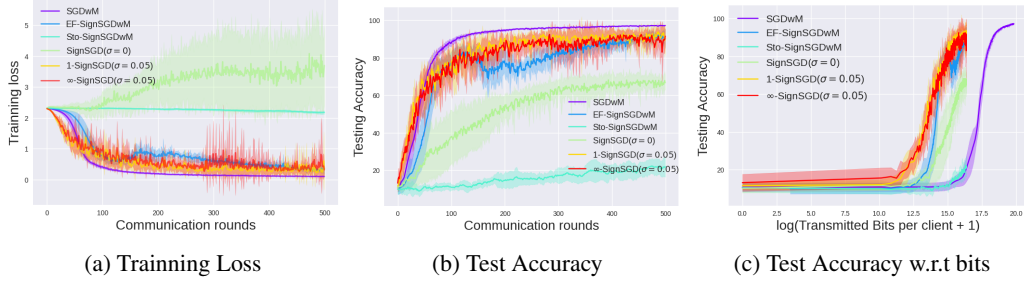 SGDwM
EF-SignSGDwM
Sto-SignSGDwM
SignSGD(σ = 0)
1-SignSGD(σ = 0.05)
∞-SignSGD(σ = 0.05)
Trainning loss
5
4
3
2
1
0
0 100 200 300 400 500
Communication rounds
(a) Trainning Loss
SGDwM
EF-SignSGDwM
Sto-SignSGDwM
SignSGD(σ = 0)
1-SignSGD(σ = 0.05)
∞-SignSGD(σ = 0.05)
Testing Accuracy
100
80
60
40
20
0 100 200 300 400 500
Communication rounds
(b) Test Accuracy
SGDwM
EF-SignSGDwM
Sto-SignSGDwM
SignSGD(σ = 0)
1-SignSGD(σ = 0.05)
∞-SignSGD(σ = 0.05)
Testing Accuracy
100
80
60
40
20
0.0 2.5 5.0 7.5 10.0 12.5 15.0 17.5 20.0
log(Transmitted Bits per client + 1)
(c) Test Accuracy w.r.t bits